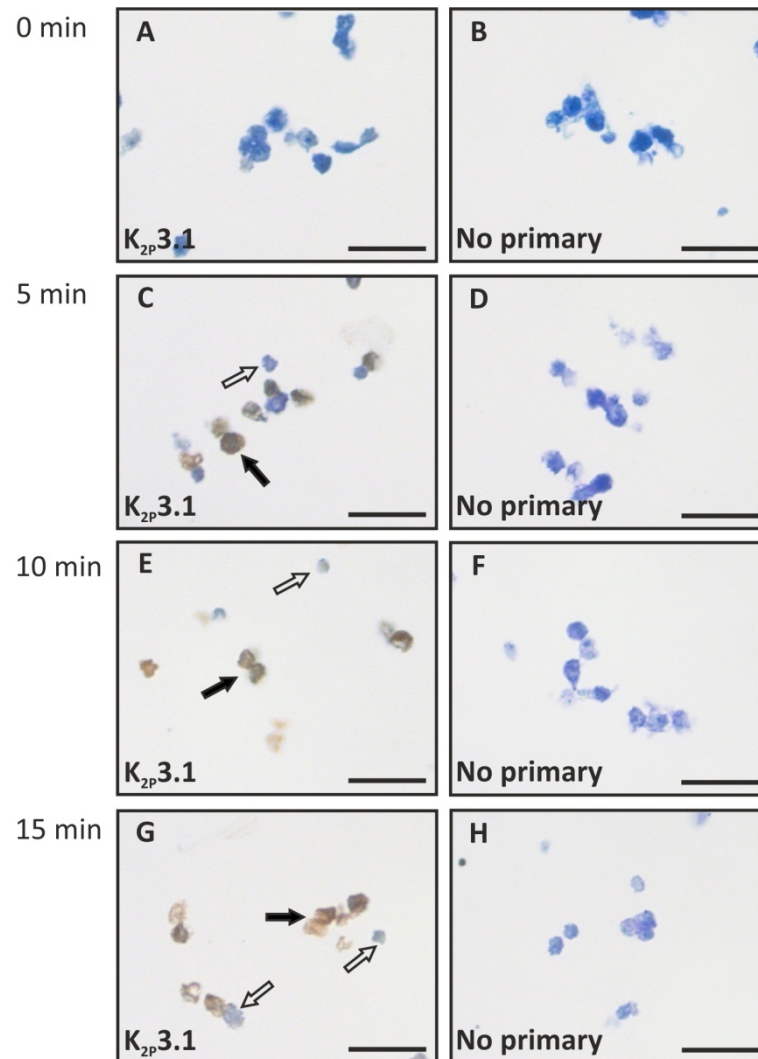 0 min
A
B
K2P3.1
No primary
5 min
C
D
K2P3.1
No primary
10 min
E
F
K2P3.1
No primary
15 min
G
H
K2P3.1
No primary